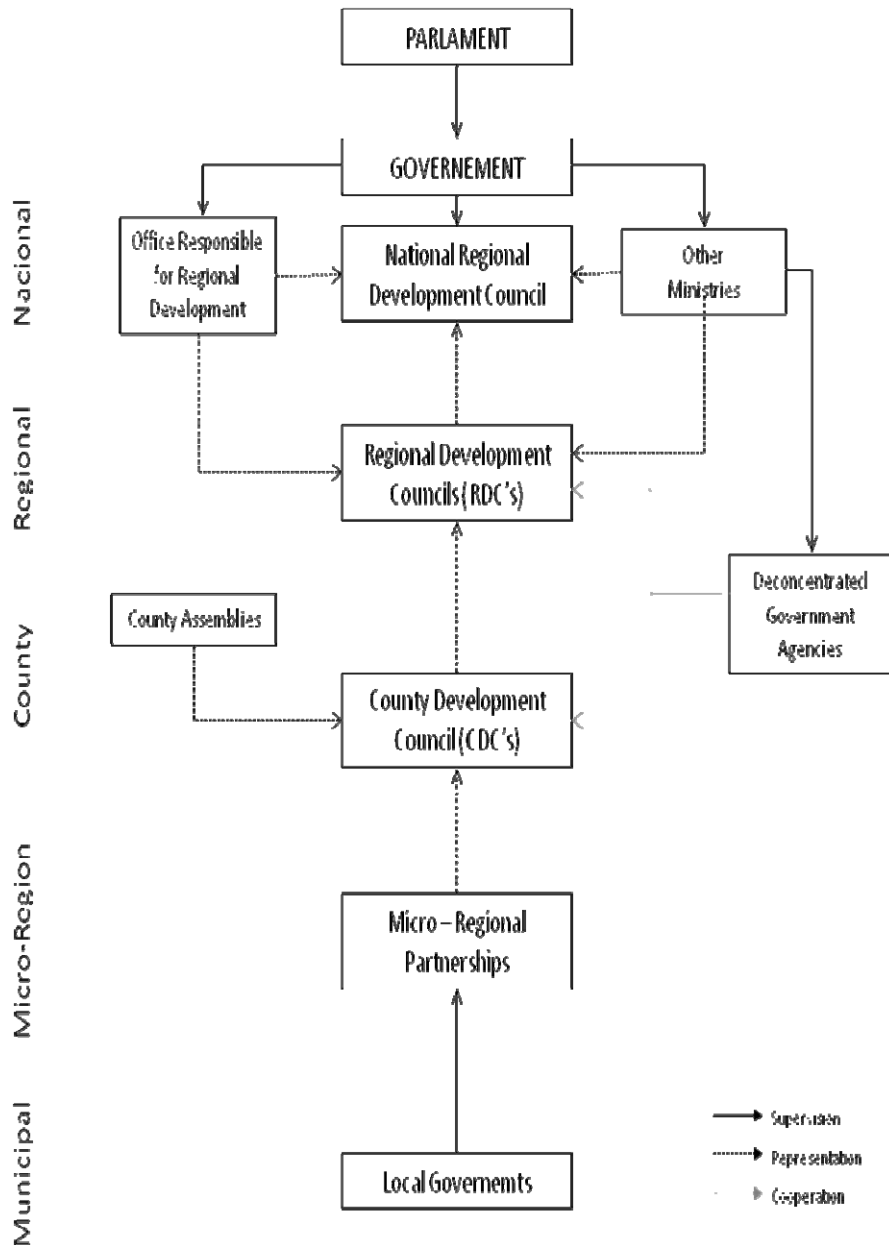 PARLAMENT
GOVERNEMENT
Nacional
Office Responsible
for Regional
Development
National Regional
Development Council
Other
Ministries
Regional
Regional Development
Councils (RDC's)
Deconcentrated
Government
Agencies
County
County Assemblies
County Development
Council (CDC's)
Micro-Region
Micro – Regional
Partnerships
Municipal
Local Governemts
Supervision
Representation
Cooperation